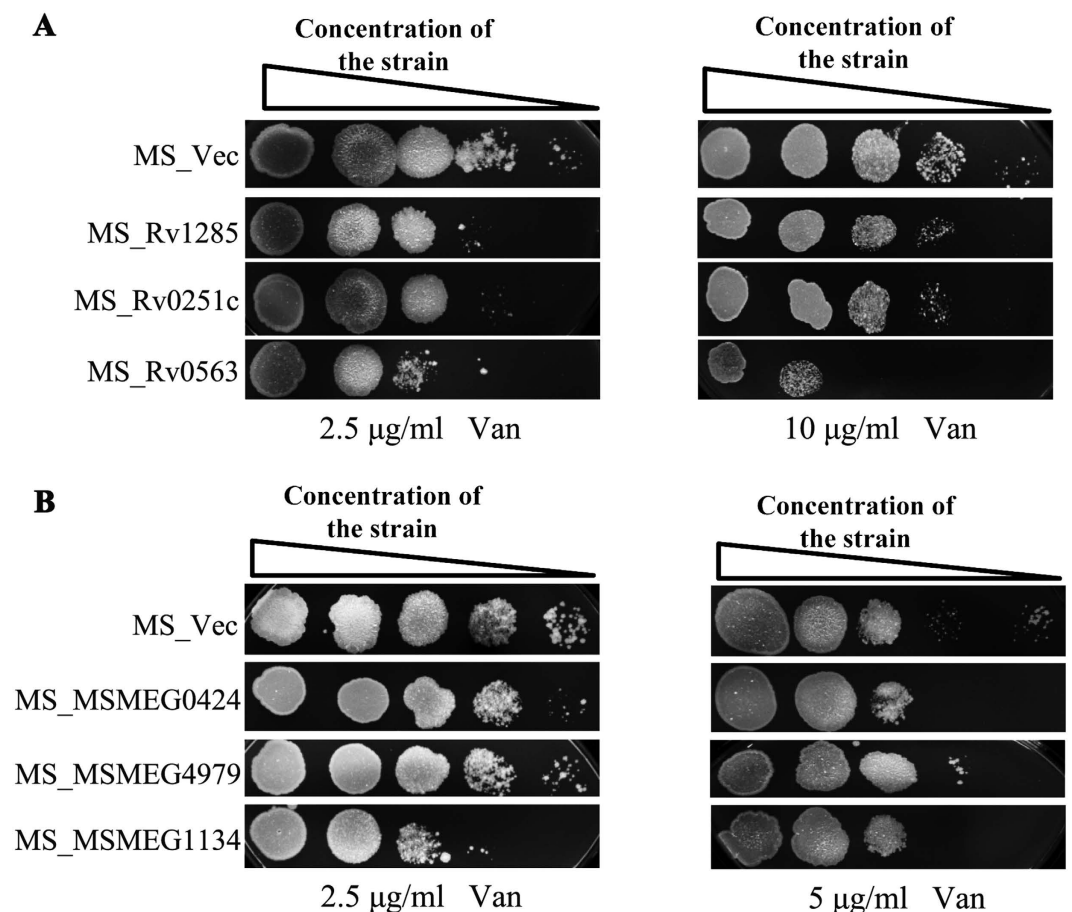 A
Concentration of
the strain
Concentration of
the strain
MS_Vec
MS_Rv1285
MS_Rv0251c
MS_Rv0563
2.5 μg/ml Van
10 μg/ml Van
B
Concentration of
the strain
Concentration of
the strain
MS_Vec
MS_MSMEG0424
MS_MSMEG4979
MS_MSMEG1134
2.5 μg/ml Van
5 μg/ml Van